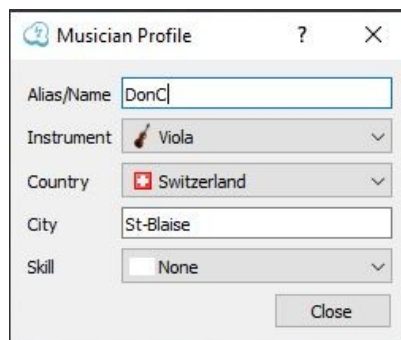 Musician Profile ? X
Alias/Name DonC
Instrument Viola
Country Switzerland
City St-Blaise
Skill None
Close